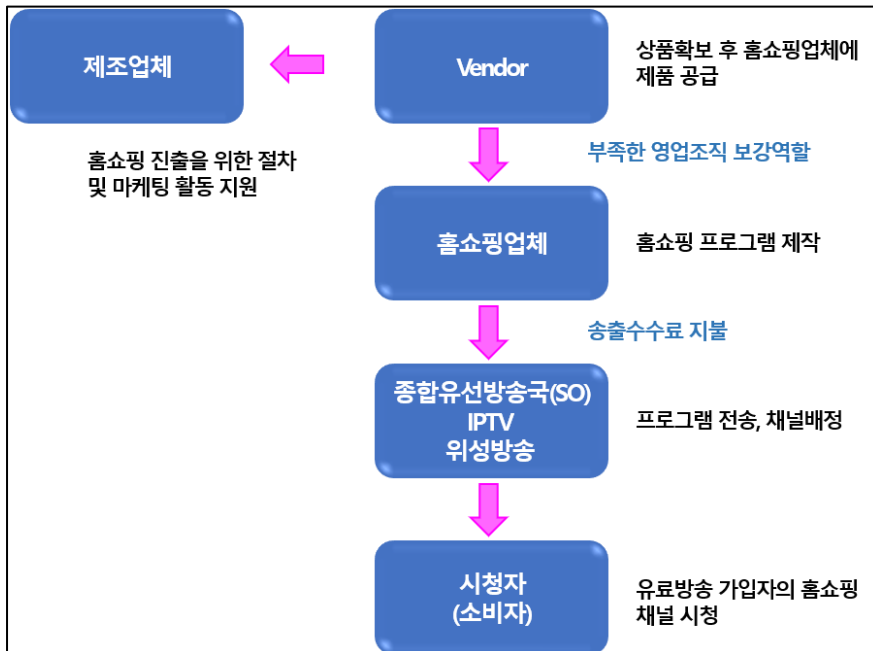 제조업체
Vendor
상품확보 후 홈쇼핑업체에
제품 공급
홈쇼핑 진출을 위한 절차
및 마케팅 활동 지원
부족한 영업조직 보강역할
홈쇼핑업체
홈쇼핑 프로그램 제작
송출수수료 지불
종합유선방송국(SO)
IPTV
위성방송
프로그램 전송, 채널배정
시청자
(소비자)
유료방송 가입자의 홈쇼핑
채널 시청